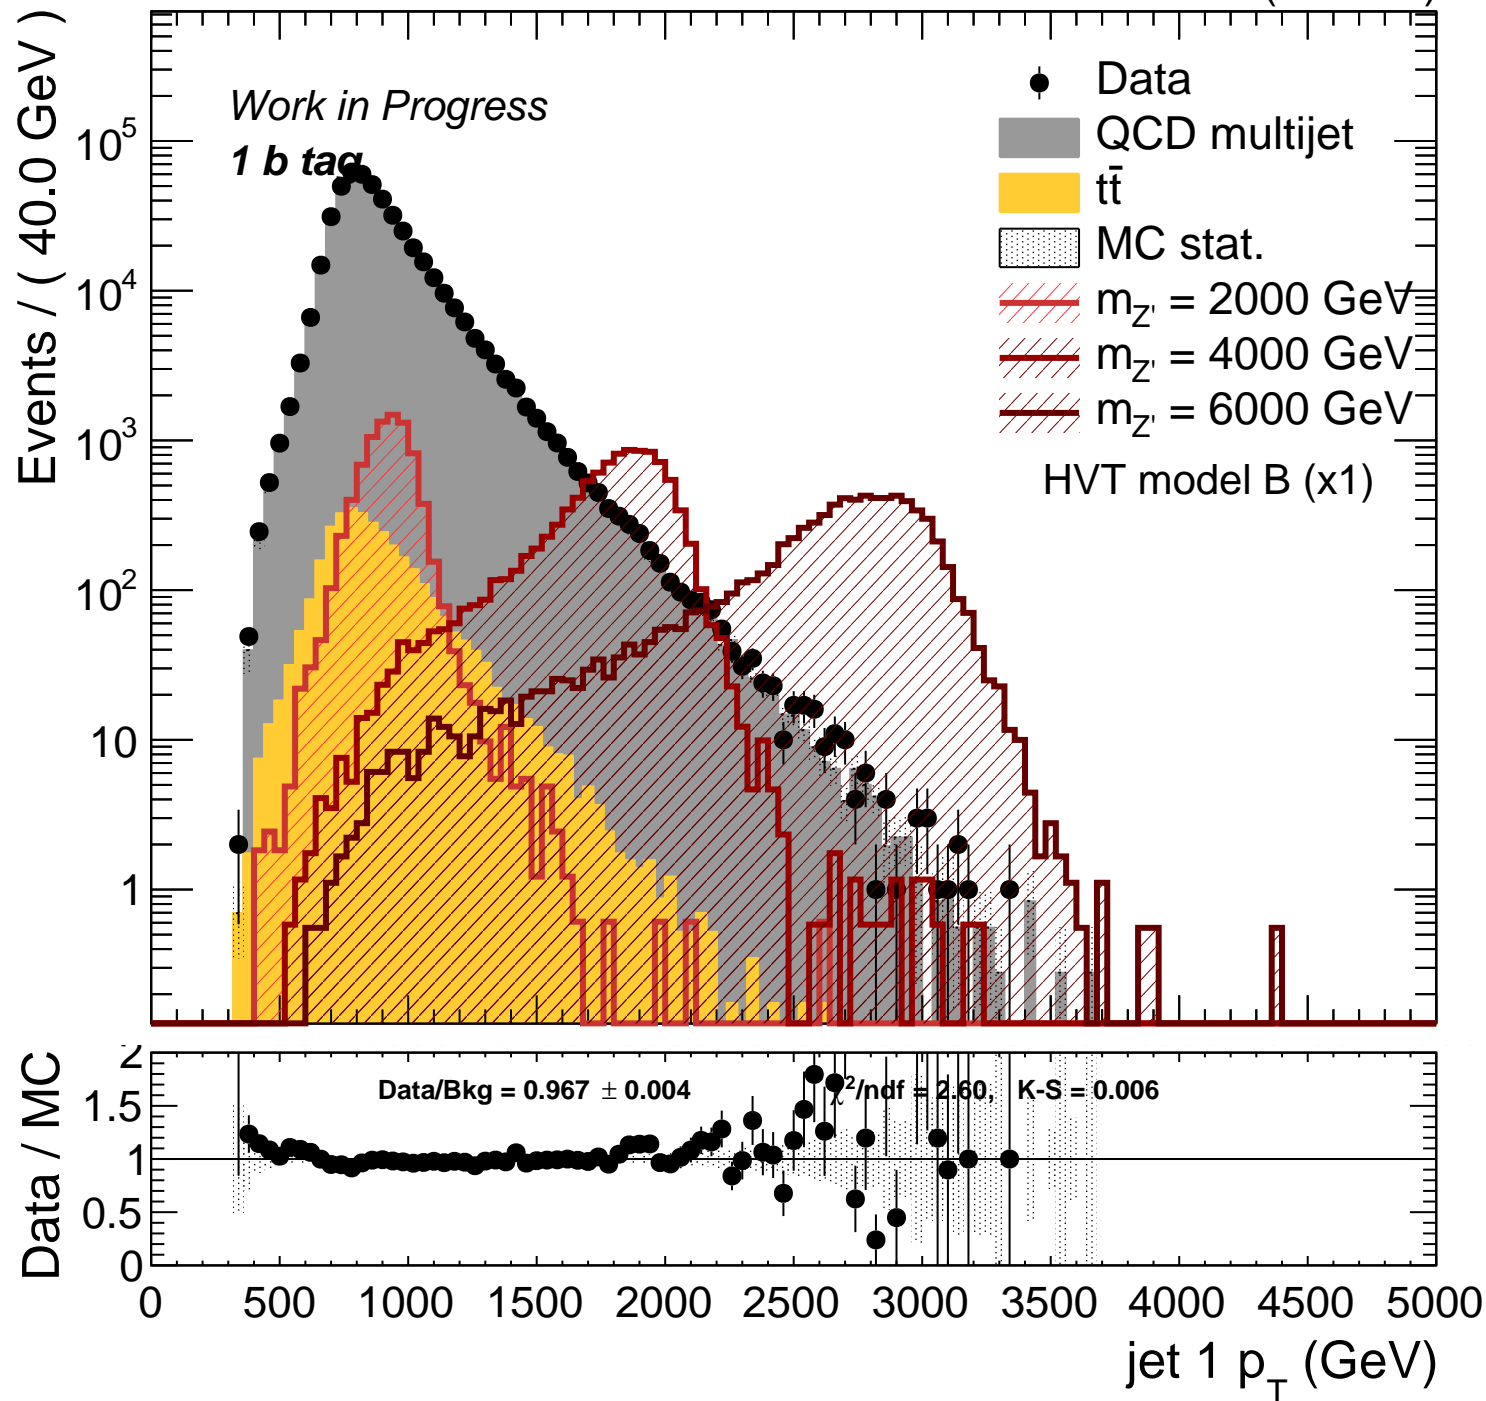 Events / ( 40.0 GeV )
Work in Progress
1 b tag
Data
QCD multijet
tt̄
MC stat.
m_Z' = 2000 GeV
m_Z' = 4000 GeV
m_Z' = 6000 GeV
HVT model B (x1)
10^5
10^4
10^3
10^2
10
1
Data / MC
Data/Bkg = 0.967 ± 0.004
χ²/ndf = 2.60, K-S = 0.006
2
1.5
1
0.5
0
0 500 1000 1500 2000 2500 3000 3500 4000 4500 5000
jet 1 p_T (GeV)